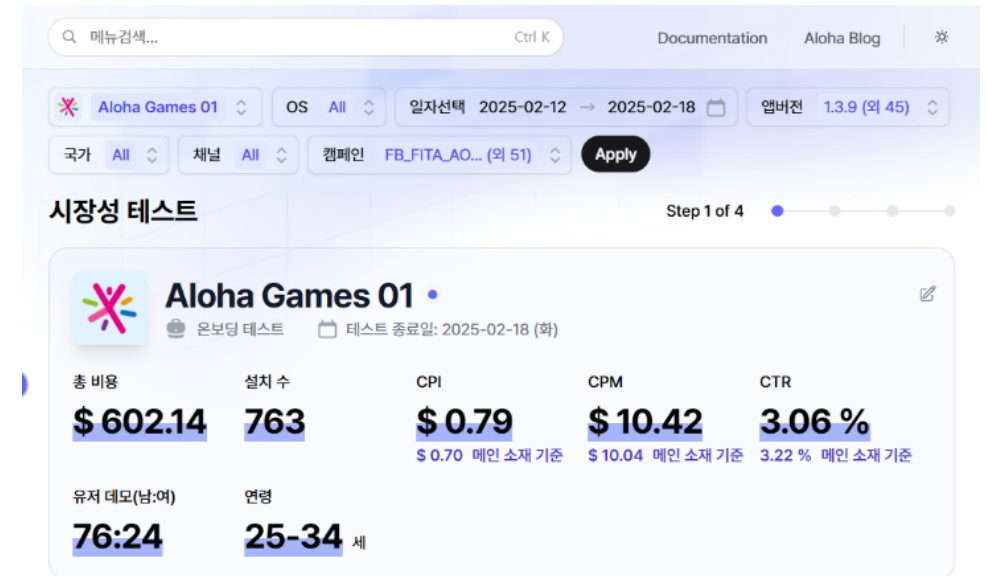 메뉴검색... Ctrl K Documentation Aloha Blog
Aloha Games 01 OS All 일자선택 2025-02-12 → 2025-02-18 앱버전 1.3.9 (외 45)
국가 All 채널 All 캠페인 FB_FITA_AO... (외 51) Apply
시장성 테스트 Step 1 of 4
Aloha Games 01
온보딩 테스트 테스트 종료일: 2025-02-18 (화)
총 비용 설치 수 CPI CPM CTR
$ 602.14 763 $ 0.79 $ 10.42 3.06 %
$ 0.70 메인 소재 기준 $ 10.04 메인 소재 기준 3.22 % 메인 소재 기준
유저 데모(남:여) 연령
76:24 25-34 세